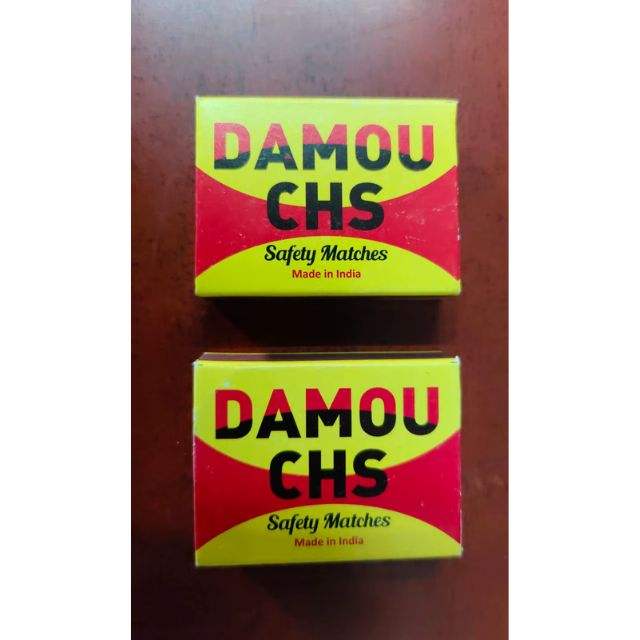 DAMOU
CHS
Safety Matches
Made in India
DAMOU
CHS
Safety Matches
Made in India